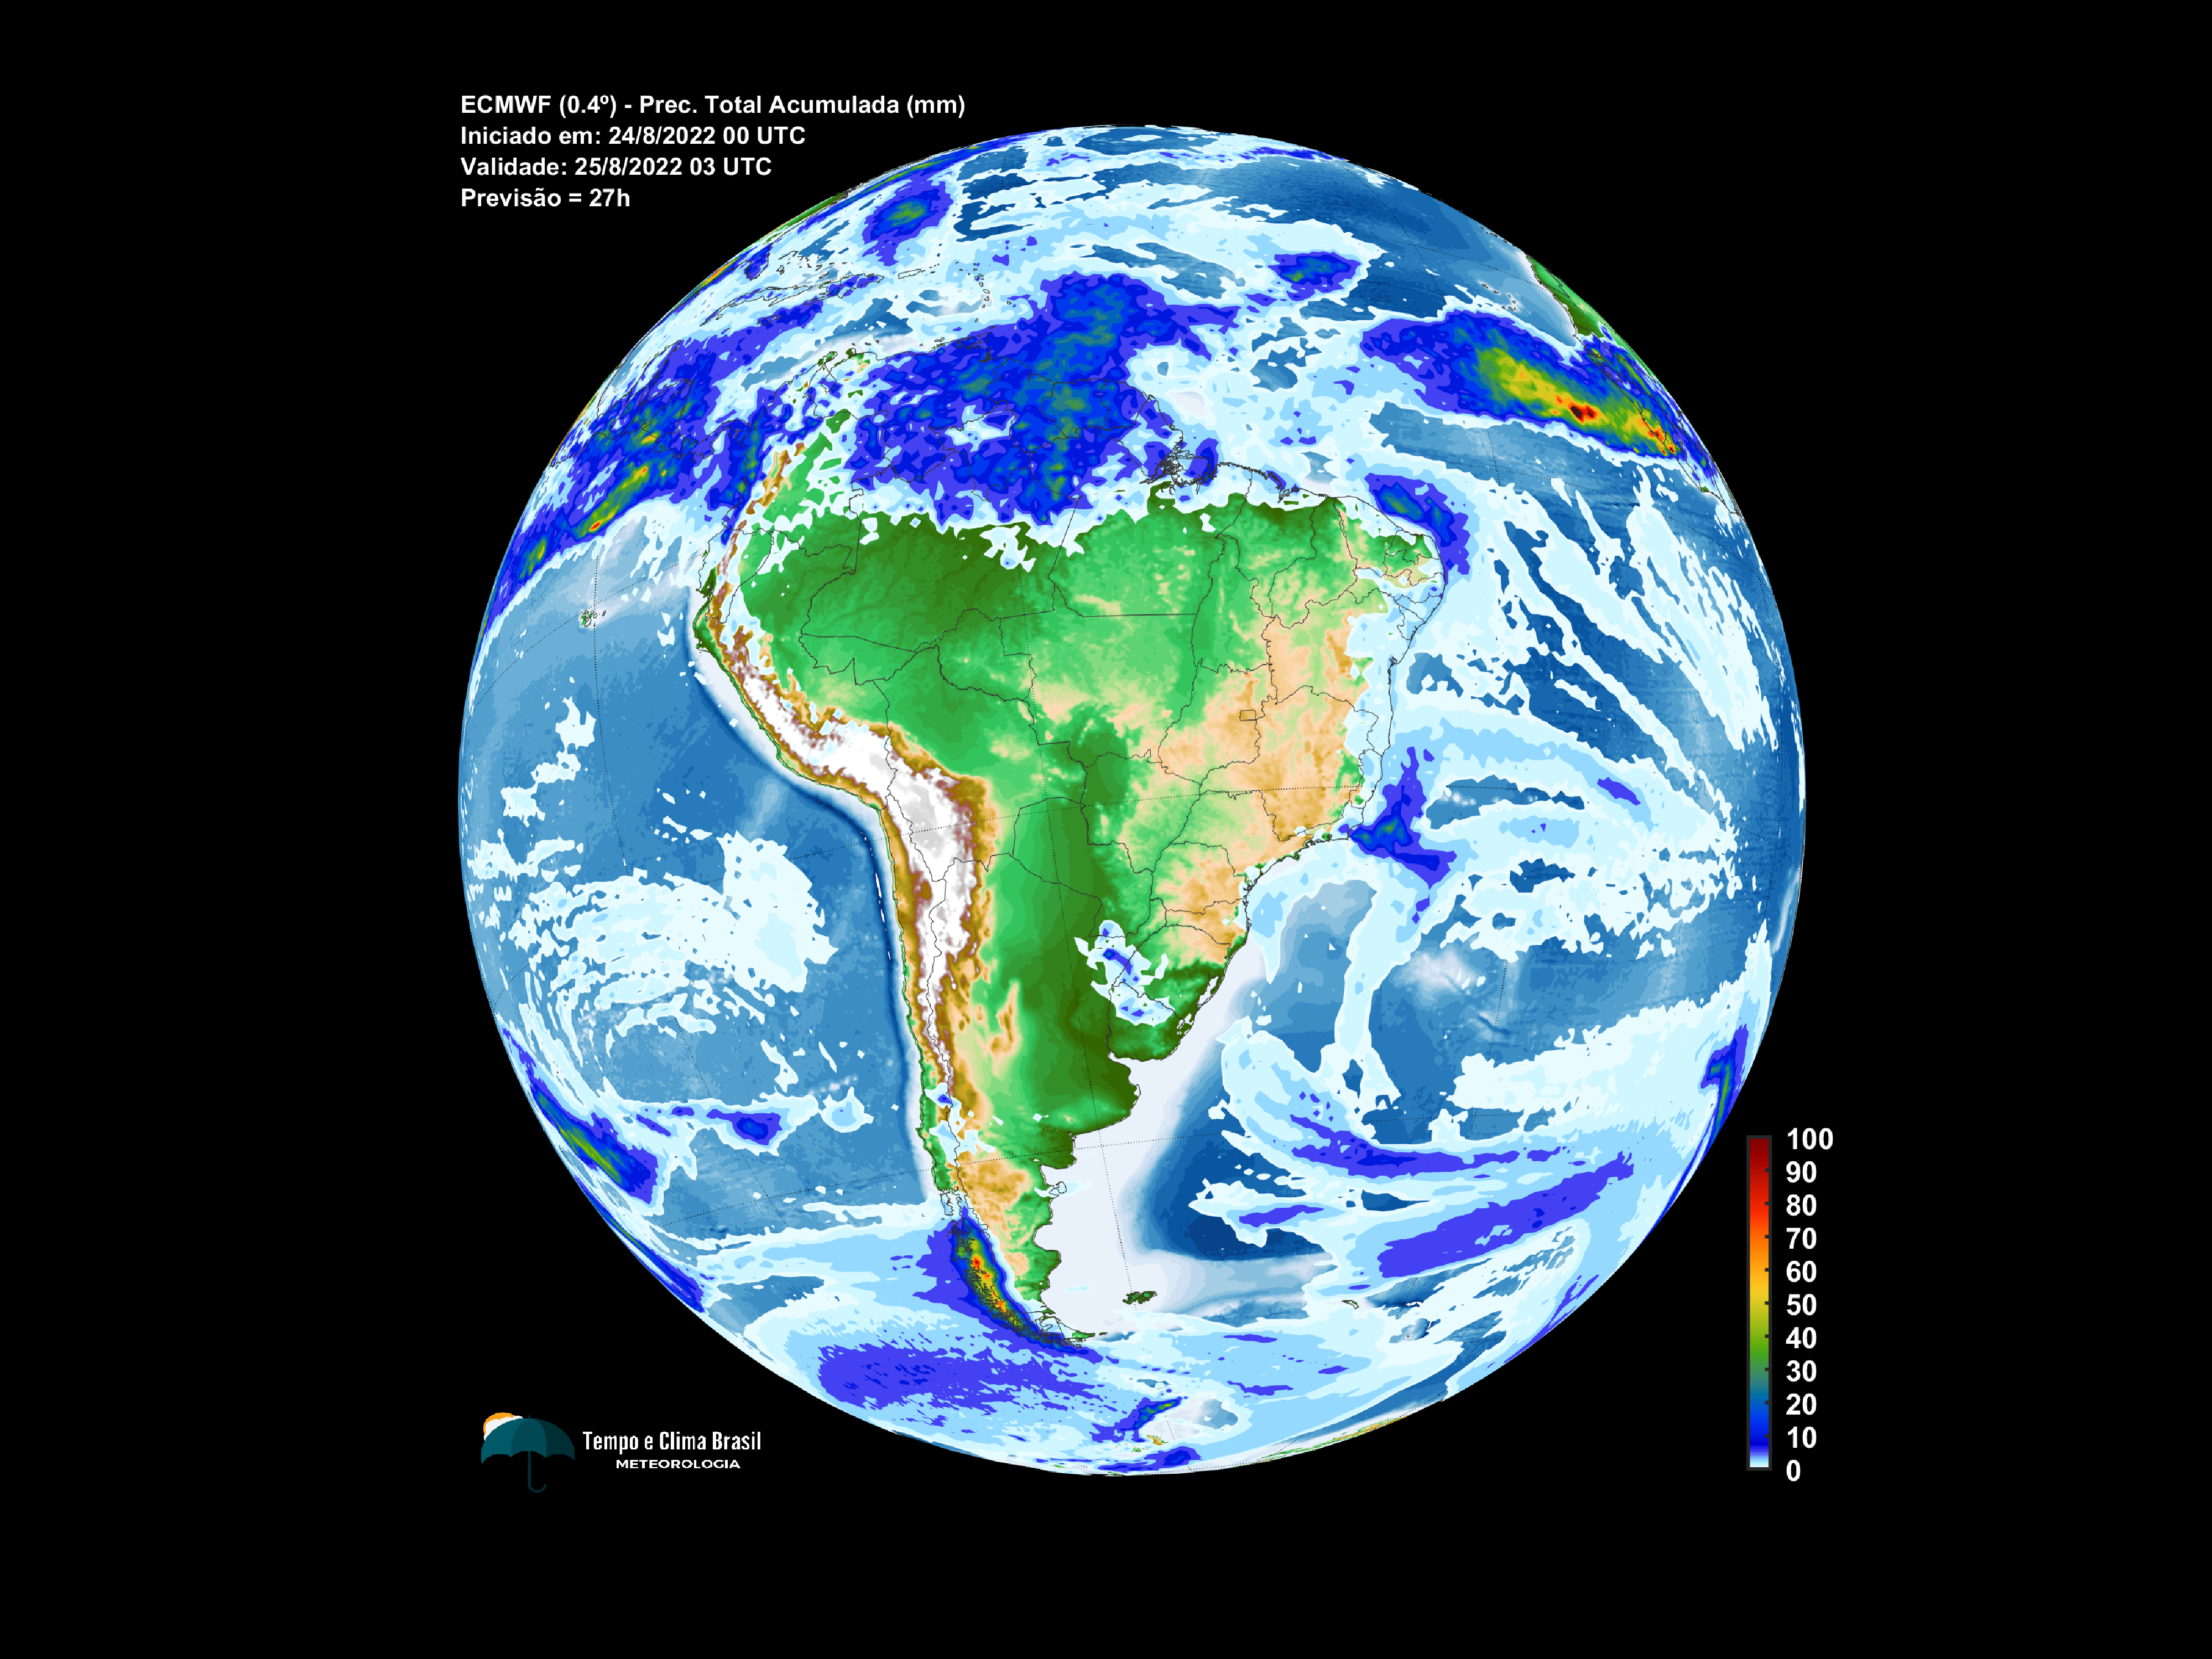 ECMWF (0.4º) - Prec. Total Acumulada (mm)
Iniciado em: 24/8/2022 00 UTC
Validade: 25/8/2022 03 UTC
Previsão = 27h
100
90
80
70
60
50
40
30
20
10
0
Tempo e Clima Brasil
METEOROLOGIA